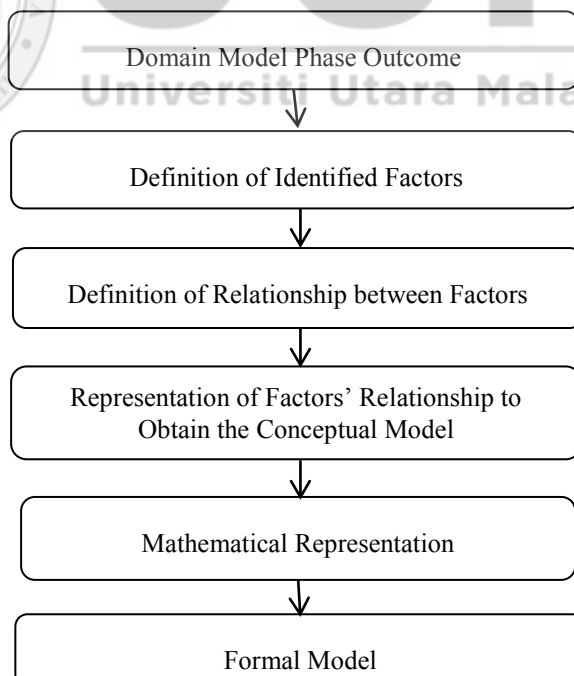 Domain Model Phase Outcome
Universiti Utara Mala
Definition of Identified Factors
Definition of Relationship between Factors
Representation of Factors’ Relationship to
Obtain the Conceptual Model
Mathematical Representation
Formal Model